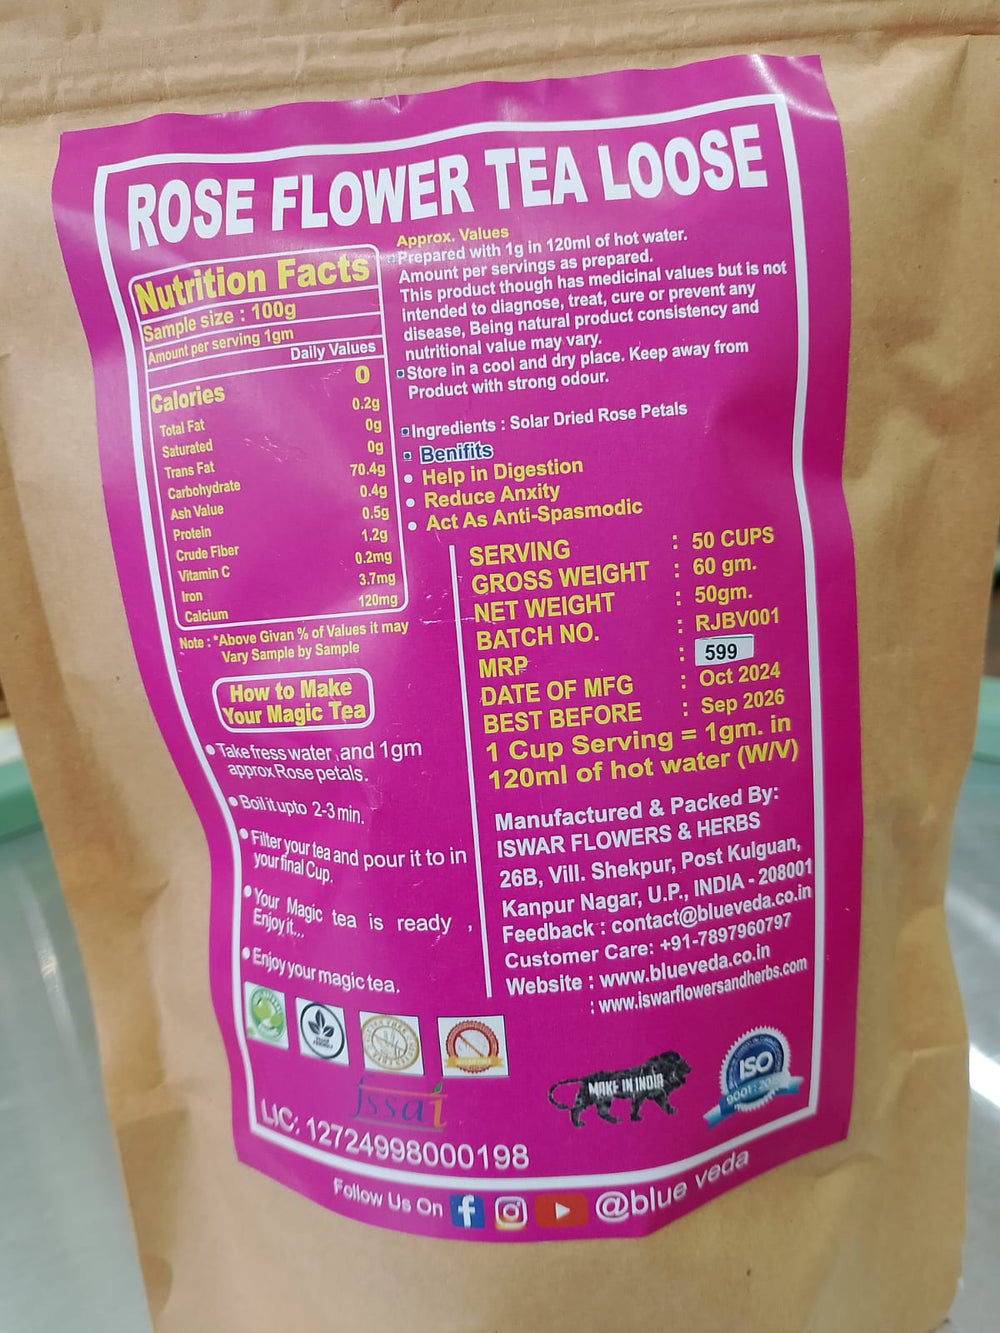 ROSE FLOWER TEA LOOSE
Nutrition Facts
Sample size : 100g
Amount per serving 1gm
Daily Values
Calories 0
Total Fat 0.2g
Saturated 0g
Trans Fat 0g
Carbohydrate 70.4g
Ash Value 0.4g
Protein 0.5g
Crude Fiber 1.2g
Vitamin C 0.2mg
Iron 3.7mg
Calcium 120mg
Note : *Above Givan % of Values it may
Vary Sample by Sample
How to Make
Your Magic Tea
Take fress water ,and 1gm
approx Rose petals.
Boil it upto 2-3 min.
Filter your tea and pour it to in
your final Cup.
Your Magic tea is ready ,
Enjoy it...
Enjoy your magic tea.
Approx. Values
Prepared with 1g in 120ml of hot water.
Amount per servings as prepared.
This product though has medicinal values but is not
intended to diagnose, treat, cure or prevent any
disease, Being natural product consistency and
nutritional value may vary.
Store in a cool and dry place. Keep away from
Product with strong odour.
Ingredients : Solar Dried Rose Petals
Benifits
Help in Digestion
Reduce Anxity
Act As Anti-Spasmodic
SERVING : 50 CUPS
GROSS WEIGHT : 60 gm.
NET WEIGHT : 50gm.
BATCH NO. : RJBV001
MRP : 599
DATE OF MFG : Oct 2024
BEST BEFORE : Sep 2026
1 Cup Serving = 1gm. in
120ml of hot water (W/V)
Manufactured & Packed By:
ISWAR FLOWERS & HERBS
26B, Vill. Shekpur, Post Kulguan,
Kanpur Nagar, U.P., INDIA - 208001
Feedback : contact@blueveda.co.in
Customer Care: +91-7897960797
Website : www.blueveda.co.in
: www.iswarflowersandherbs.com
fssai
LIC: 12724998000198
MAKE IN INDIA
ISO
Follow Us On @blue veda